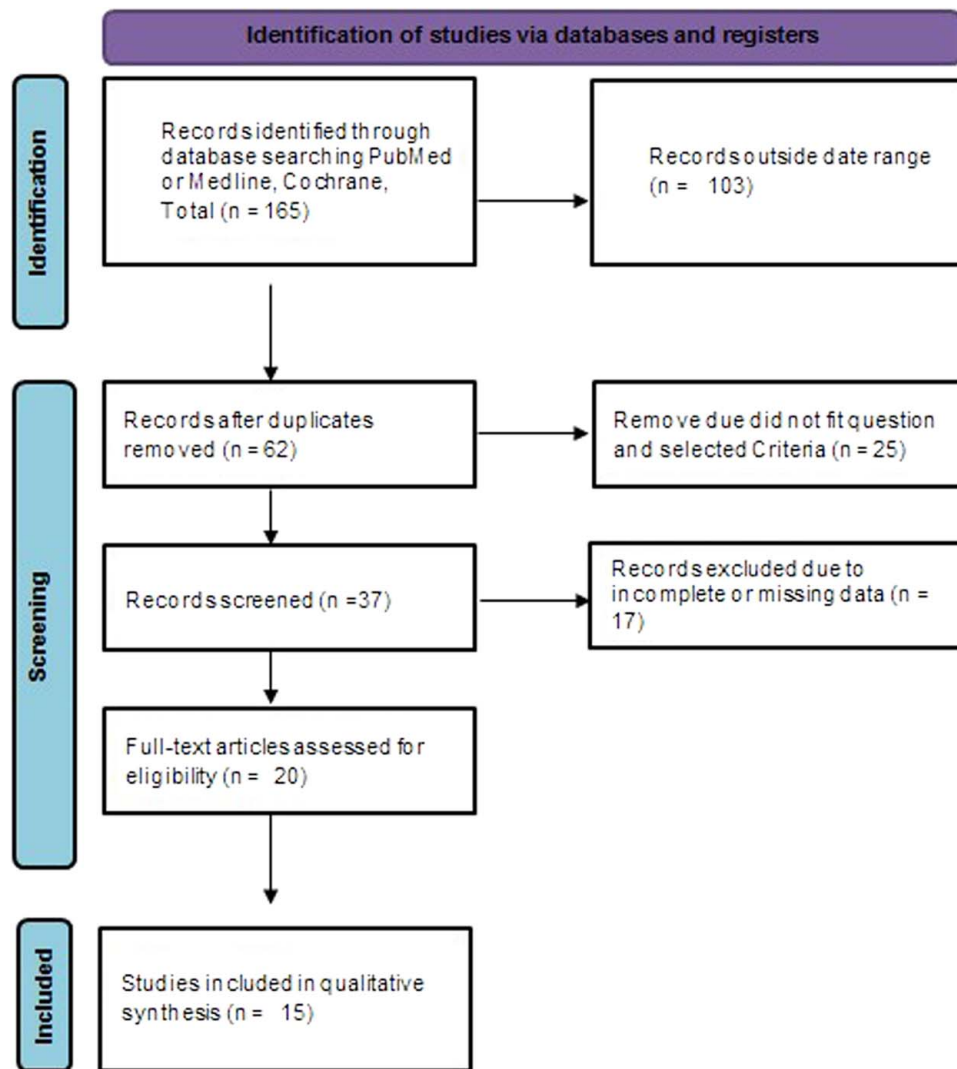 Identification of studies via databases and registers
Identification
Records identified through
database searching PubMed
or Medline, Cochrane,
Total (n = 165)
Records outside date range
(n = 103)
Screening
Records after duplicates
removed (n = 62)
Remove due did not fit question
and selected Criteria (n = 25)
Records screened (n =37)
Records excluded due to
incomplete or missing data (n =
17)
Full-text articles assessed for
eligibility (n = 20)
Included
Studies included in qualitative
synthesis (n = 15)